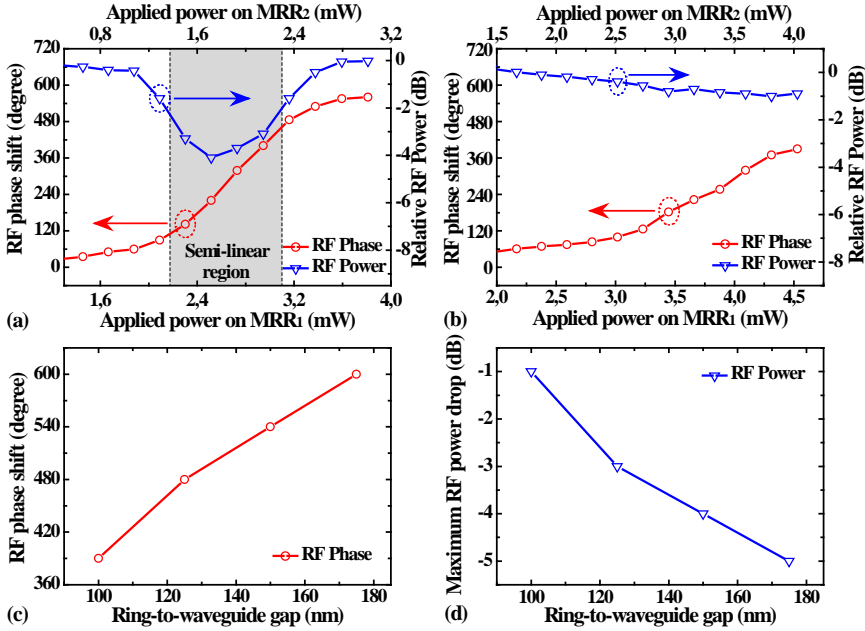 Applied power on MRR2 (mW)
0,8 1,6 2,4 3,2
720
600
480
360
240
120
0
RF phase shift (degree)
0
-2
-4
-6
-8
Relative RF Power (dB)
Semi-linear
region
RF Phase
RF Power
1,6 2,4 3,2 4,0
(a) Applied power on MRR1 (mW)
Applied power on MRR2 (mW)
1,5 2,0 2,5 3,0 3,5 4,0
720
600
480
360
240
120
0
RF phase shift (degree)
0
-2
-4
-6
-8
Relative RF Power (dB)
RF Phase
RF Power
2,0 2,5 3,0 3,5 4,0 4,5
(b) Applied power on MRR1 (mW)
600
540
480
420
360
RF phase shift (degree)
RF Phase
100 120 140 160 180
(c) Ring-to-waveguide gap (nm)
-1
-2
-3
-4
-5
Maximum RF power drop (dB)
RF Power
100 120 140 160 180
(d) Ring-to-waveguide gap (nm)